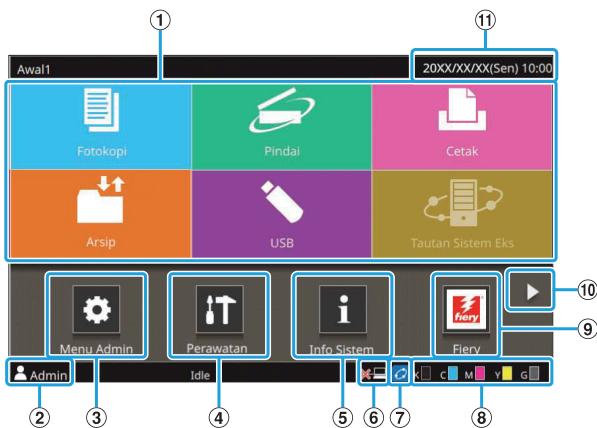 ① ⑪
Awal1 20XX/XX/XX(Sen) 10:00
Fotokopi Pindai Cetak
Arsip USB Tautan Sistem Eks
⑩
fiery
⑨
Menu Admin Perawatan Info Sistem Fiery
Admin Idle K C M Y G
② ③ ④ ⑤ ⑥ ⑦ ⑧